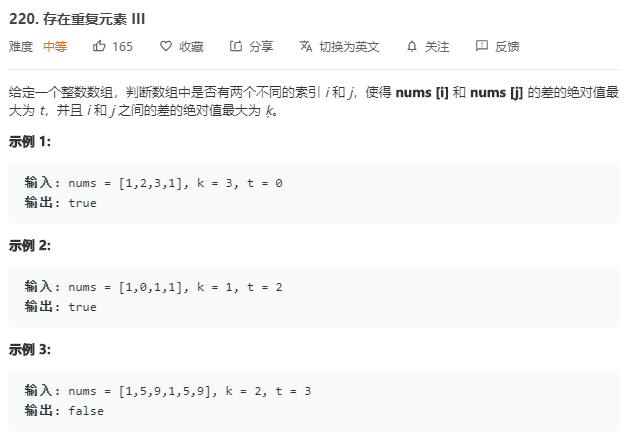 220. 存在重复元素 III
难度 中等 165 收藏 分享 切换为英文 关注 反馈
给定一个整数数组，判断数组中是否有两个不同的索引 i 和 j，使得 nums [i] 和 nums [j] 的差的绝对值最
大为 t，并且 i 和 j 之间的差的绝对值最大为 ķ。
示例 1:
输入: nums = [1,2,3,1], k = 3, t = 0
输出: true
示例 2:
输入: nums = [1,0,1,1], k = 1, t = 2
输出: true
示例 3:
输入: nums = [1,5,9,1,5,9], k = 2, t = 3
输出: false